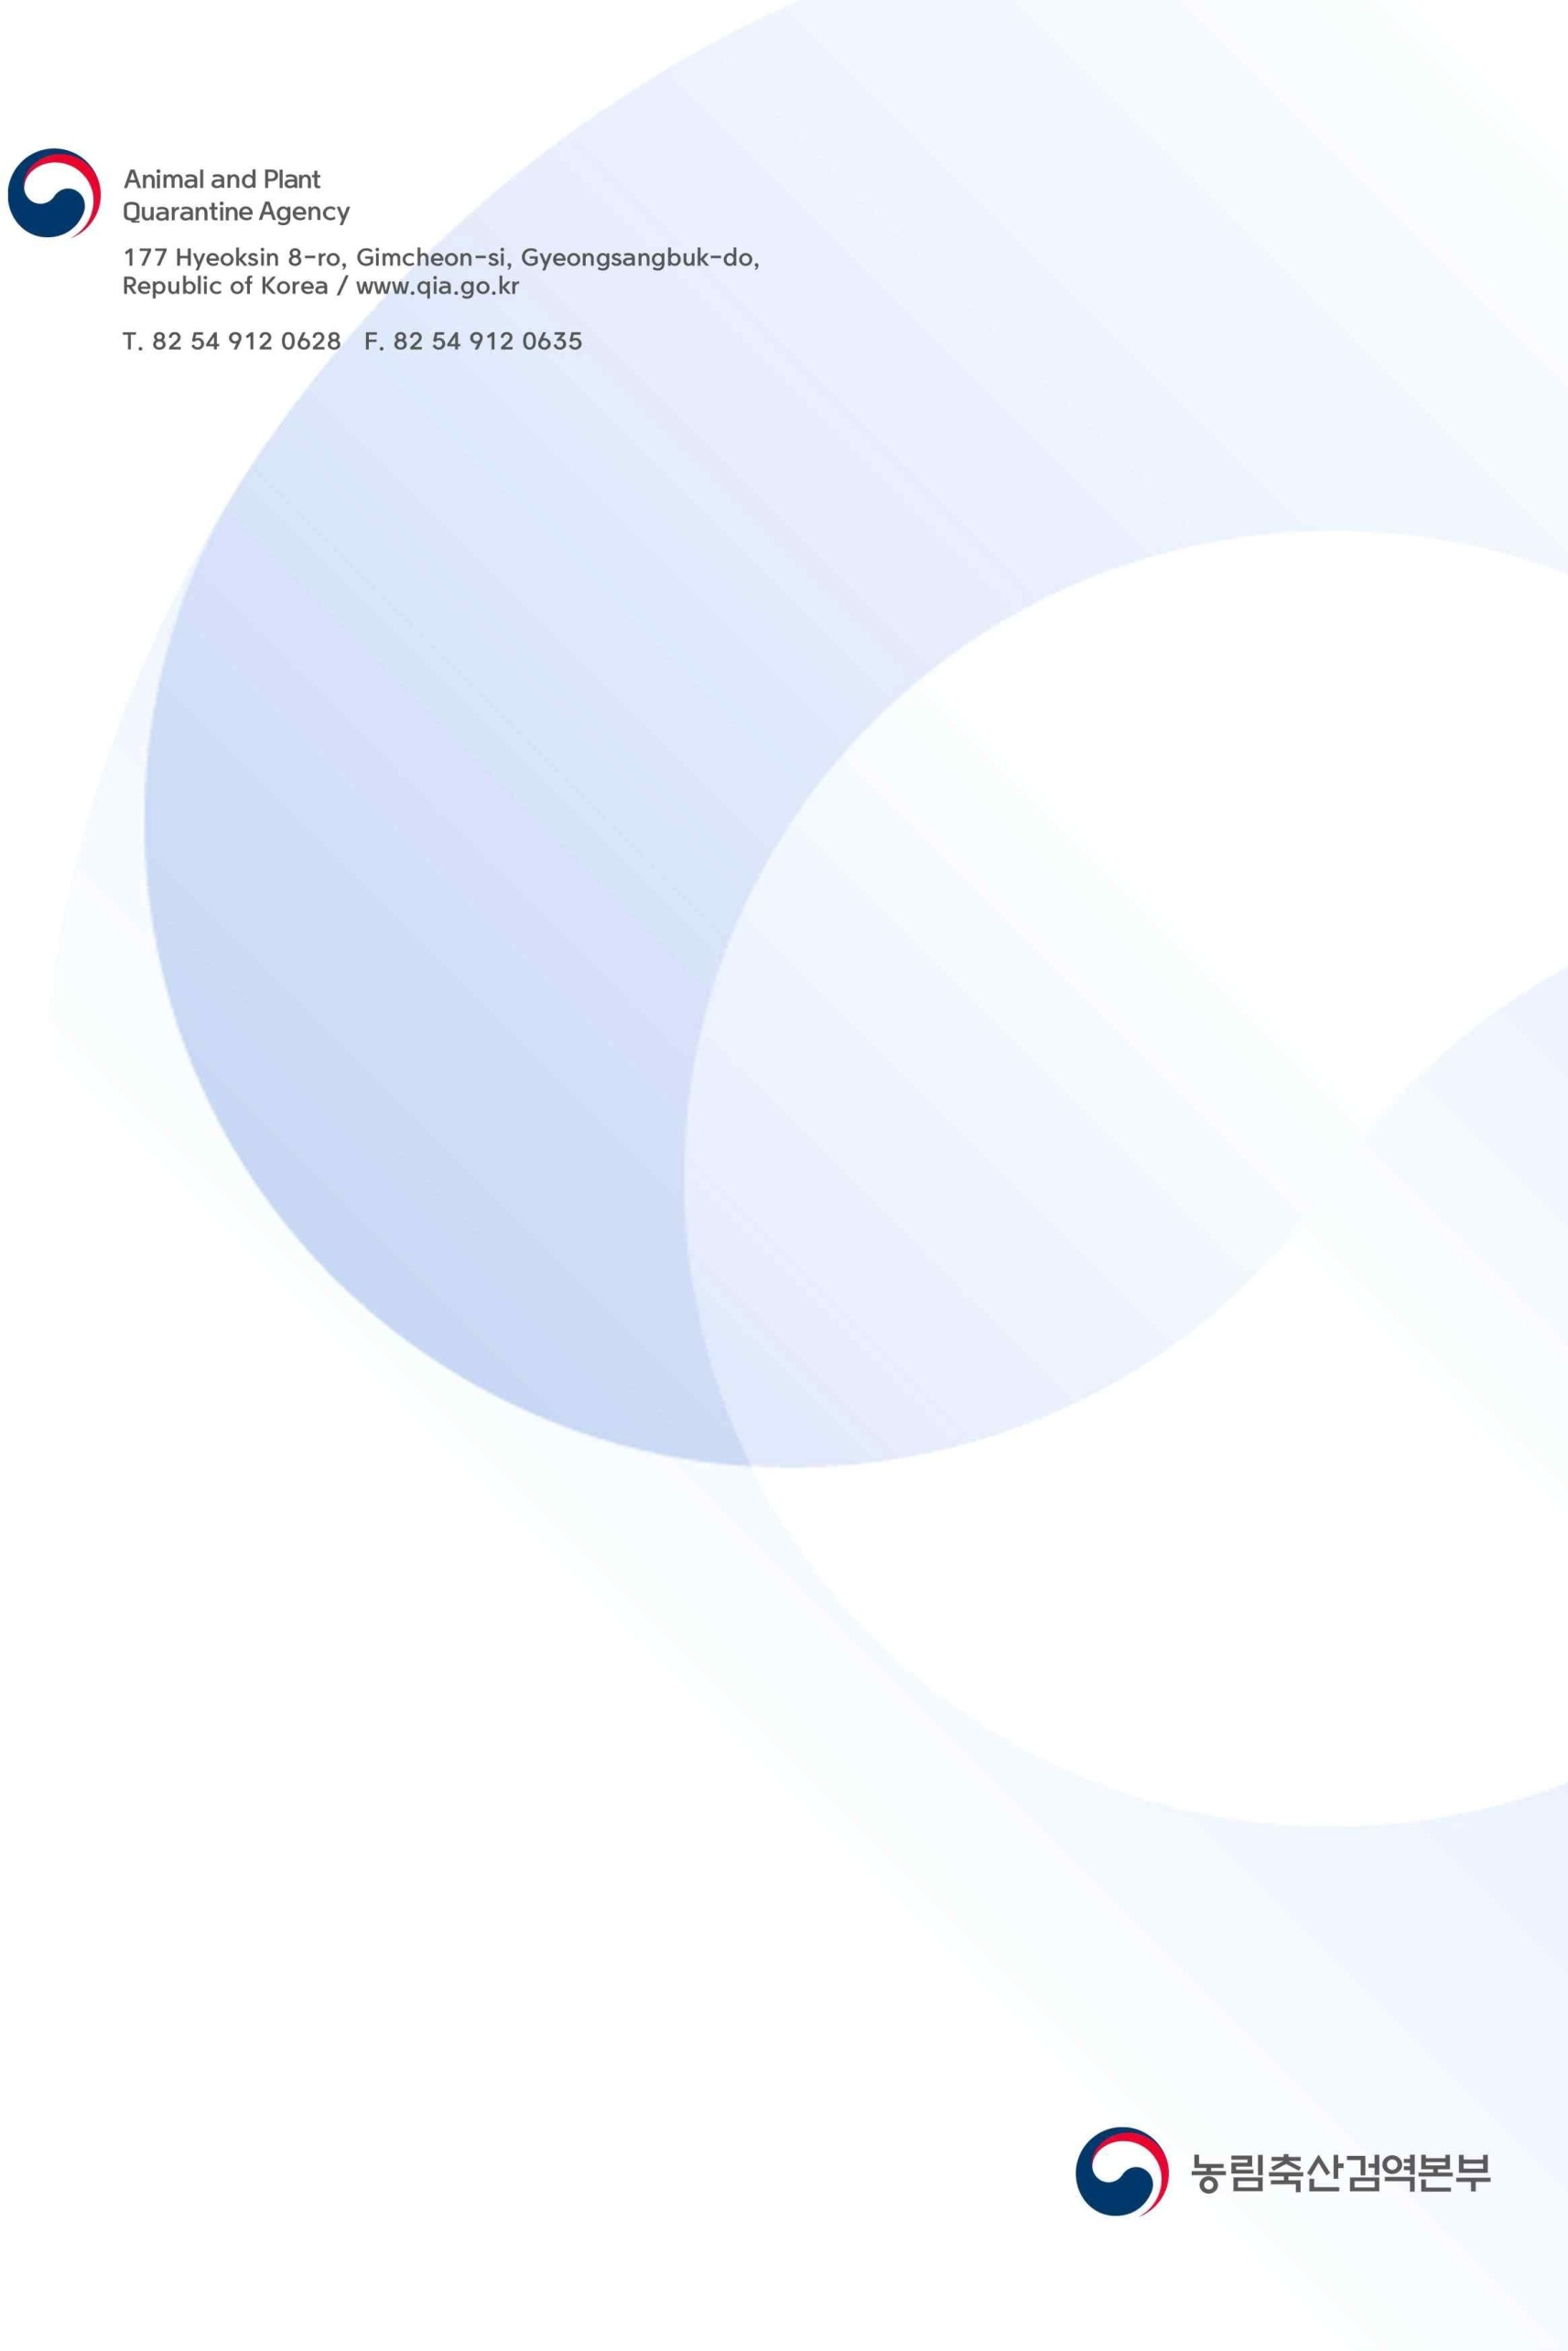 Animal and Plant
Quarantine Agency
177 Hyeoksin 8-ro, Gimcheon-si, Gyeongsangbuk-do,
Republic of Korea / www.qia.go.kr
T. 82 54 912 0628 F. 82 54 912 0635
농림축산검역본부